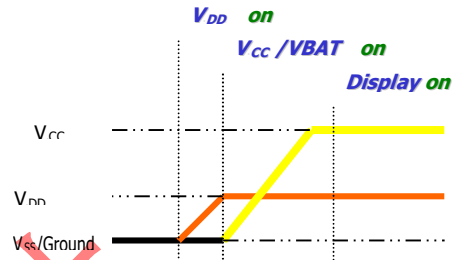 VDD on
VCC /VBAT on
Display on
VCC
VDD
Vss/Ground